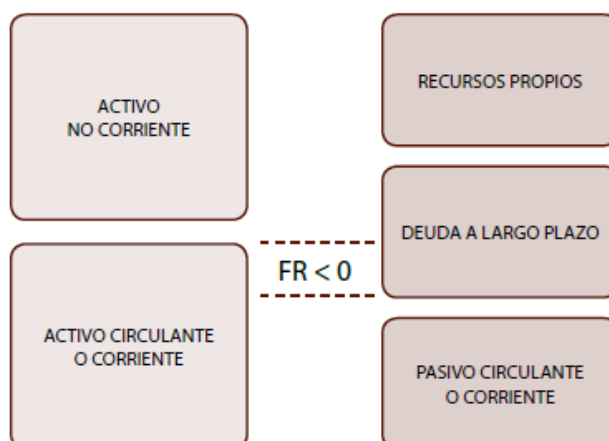 ACTIVO
NO CORRIENTE
RECURSOS PROPIOS
DEUDA A LARGO PLAZO
FR < 0
ACTIVO CIRCULANTE
O CORRIENTE
PASIVO CIRCULANTE
O CORRIENTE